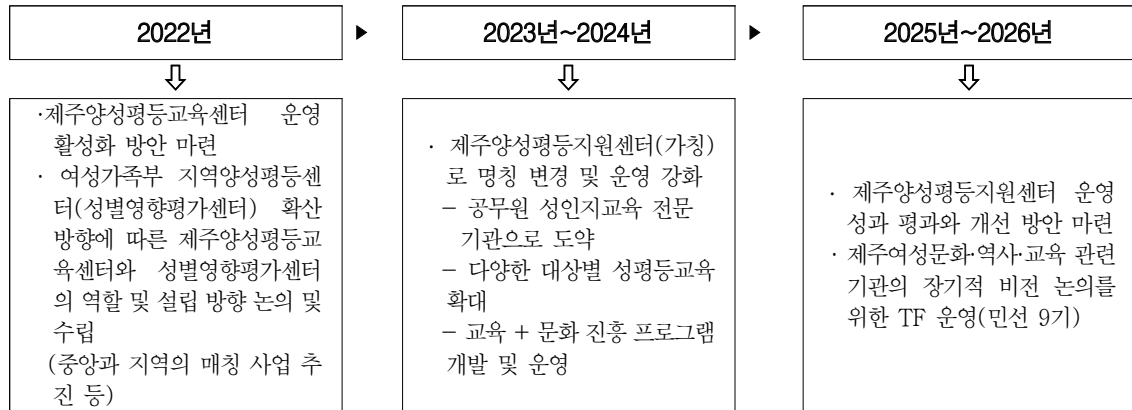 2022년
▶
2023년~2024년
▶
2025년~2026년
⇩
⇩
⇩
·제주양성평등교육센터 운영
활성화 방안 마련
· 여성가족부 지역양성평등센
터(성별영향평가센터) 확산
방향에 따른 제주양성평등교
육센터와 성별영향평가센터
의 역할 및 설립 방향 논의 및
수립
(중앙과 지역의 매칭 사업 추
진 등)
· 제주양성평등지원센터(가칭)
로 명칭 변경 및 운영 강화
- 공무원 성인지교육 전문
기관으로 도약
- 다양한 대상별 성평등교육
확대
- 교육 + 문화 진흥 프로그램
개발 및 운영
· 제주양성평등지원센터 운영
성과 평과와 개선 방안 마련
· 제주여성문화·역사·교육 관련
기관의 장기적 비전 논의를
위한 TF 운영(민선 9기)